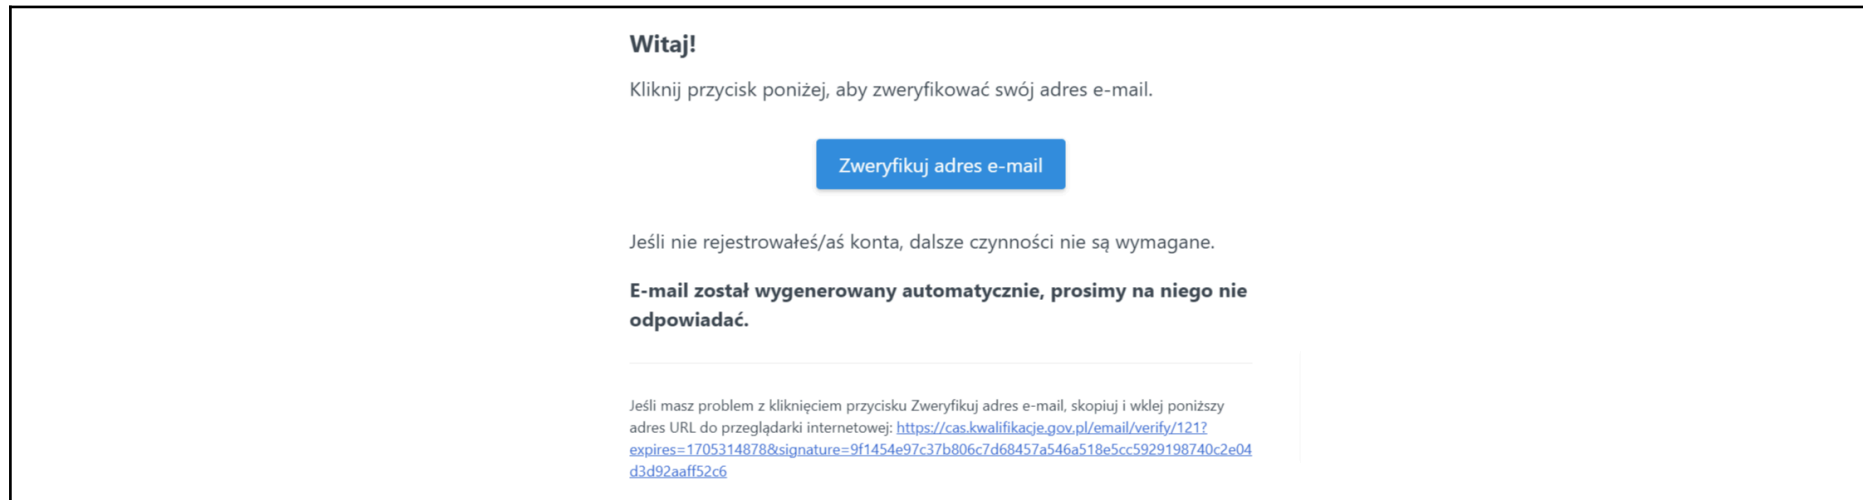 Witaj!
Kliknij przycisk poniżej, aby zweryfikować swój adres e-mail.
Zweryfikuj adres e-mail
Jeśli nie rejestrowałeś/aś konta, dalsze czynności nie są wymagane.
E-mail został wygenerowany automatycznie, prosimy na niego nie
odpowiadać.
Jeśli masz problem z kliknięciem przycisku Zweryfikuj adres e-mail, skopiuj i wklej poniższy
adres URL do przeglądarki internetowej: https://cas.kwalifikacje.gov.pl/email/verify/121?
expires=1705314878&signature=9f1454e97c37b806c7d68457a546a518e5cc5929198740c2e04
d3d92aaff52c6